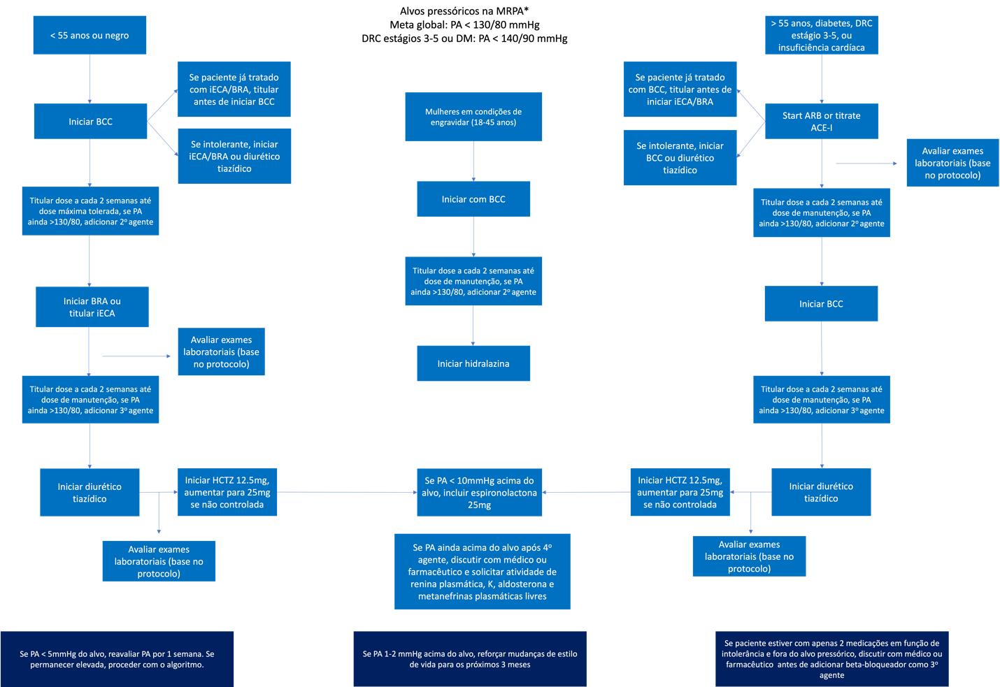 Alvos pressóricos na MRPA*
Meta global: PA < 130/80 mmHg
DRC estágios 3-5 ou DM: PA < 140/90 mmHg
< 55 anos ou negro
Se paciente já tratado
com iECA/BRA, titular
antes de iniciar BCC
Iniciar BCC
Se intolerante, iniciar
iECA/BRA ou diurético
tiazídico
Titular dose a cada 2 semanas até
dose máxima tolerada, se PA
ainda >130/80, adicionar 2º agente
Iniciar BRA ou
titular iECA
Avaliar exames
laboratoriais (base
no protocolo)
Titular dose a cada 2 semanas até
dose de manutenção, se PA
ainda >130/80, adicionar 3º agente
Iniciar diurético
tiazídico
Iniciar HCTZ 12.5mg,
aumentar para 25mg
se não controlada
Avaliar exames
laboratoriais (base no
protocolo)
Mulheres em condições de
engravidar (18-45 anos)
Iniciar com BCC
Titular dose a cada 2 semanas até
dose de manutenção, se PA
ainda >130/80, adicionar 2º agente
Iniciar hidralazina
Se PA < 10mmHg acima do
alvo, incluir espironolactona
25mg
Se PA ainda acima do alvo após 4º
agente, discutir com médico ou
farmacêutico e solicitar atividade de
renina plasmática, K, aldosterona e
metanefrinas plasmáticas livres
> 55 anos, diabetes, DRC
estágio 3-5, ou
insuficiência cardíaca
Se paciente já tratado
com BCC, titular antes de
iniciar iECA/BRA
Start ARB or titrate
ACE-I
Se intolerante, iniciar
BCC ou diurético
tiazídico
Avaliar exames
laboratoriais (base
no protocolo)
Titular dose a cada 2 semanas até
dose de manutenção, se PA
ainda >130/80, adicionar 2º agente
Iniciar BCC
Titular dose a cada 2 semanas até
dose de manutenção, se PA
ainda >130/80, adicionar 3º agente
Iniciar HCTZ 12.5mg,
aumentar para 25mg
se não controlada
Iniciar diurético
tiazídico
Avaliar exames
laboratoriais (base no
protocolo)
Se PA < 5mmHg do alvo, reavaliar PA por 1 semana. Se
permanecer elevada, proceder com o algoritmo.
Se PA 1-2 mmHg acima do alvo, reforçar mudanças de estilo
de vida para os próximos 3 meses
Se paciente estiver com apenas 2 medicações em função de
intolerância e fora do alvo pressórico, discutir com médico ou
farmacêutico antes de adicionar beta-bloqueador como 3º
agente